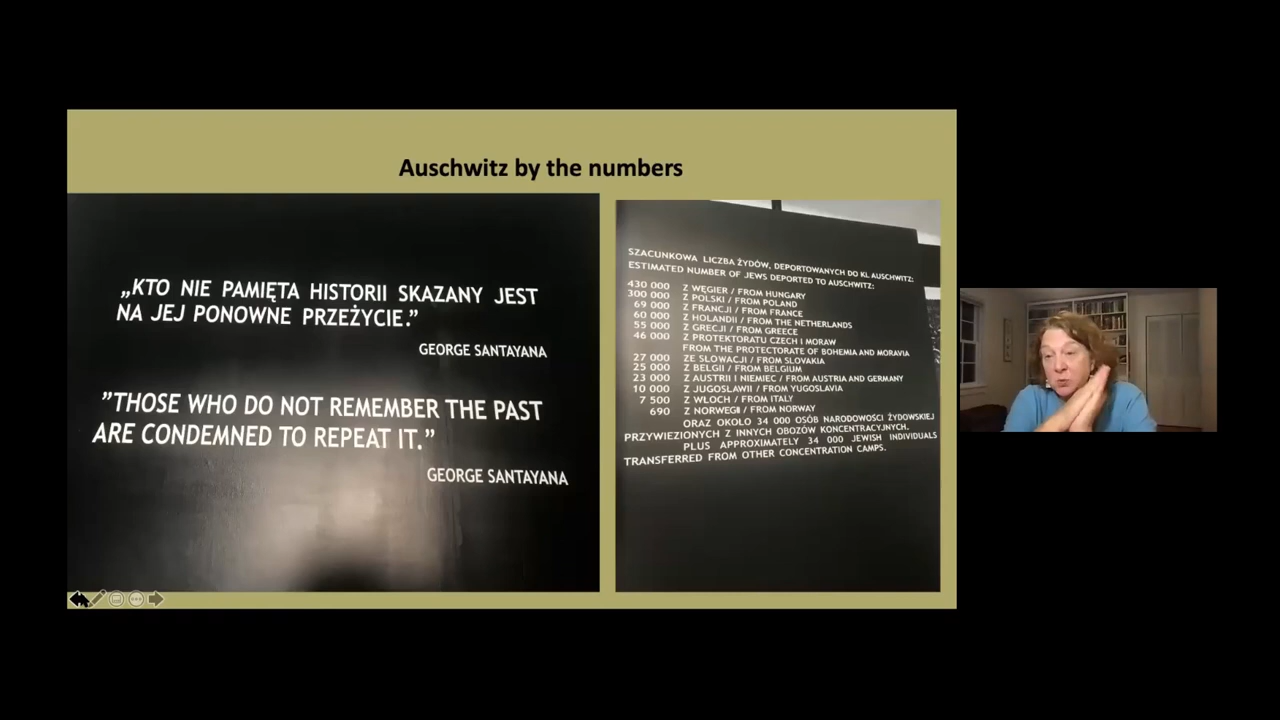 Auschwitz by the numbers
„KTO NIE PAMIĘTA HISTORII SKAZANY JEST
NA JEJ PONOWNE PRZEŻYCIE.”
GEORGE SANTAYANA
”THOSE WHO DO NOT REMEMBER THE PAST
ARE CONDEMNED TO REPEAT IT.”
GEORGE SANTAYANA
SZACUNKOWA LICZBA ŻYDÓW, DEPORTOWANYCH DO KL AUSCHWITZ:
ESTIMATED NUMBER OF JEWS DEPORTED TO AUSCHWITZ:
430 000 Z WĘGIER / FROM HUNGARY
300 000 Z POLSKI / FROM POLAND
69 000 Z FRANCJI / FROM FRANCE
60 000 Z HOLANDII / FROM THE NETHERLANDS
55 000 Z GRECJI / FROM GREECE
46 000 Z PROTEKTORATU CZECH I MORAW
FROM THE PROTECTORATE OF BOHEMIA AND MORAVIA
27 000 ZE SLOWACJI / FROM SLOVAKIA
25 000 Z BELGII / FROM BELGIUM
23 000 Z AUSTRII I NIEMIEC / FROM AUSTRIA AND GERMANY
10 000 Z JUGOSLAWII / FROM YUGOSLAVIA
7 500 Z WŁOCH / FROM ITALY
690 Z NORWEGII / FROM NORWAY
ORAZ OKOŁO 34 000 OSÓB NARODOWOŚCI ŻYDOWSKIEJ
PRZYWIEZIONYCH Z INNYCH OBOZÓW KONCENTRACYJNYCH.
PLUS APPROXIMATELY 34 000 JEWISH INDIVIDUALS
TRANSFERRED FROM OTHER CONCENTRATION CAMPS.